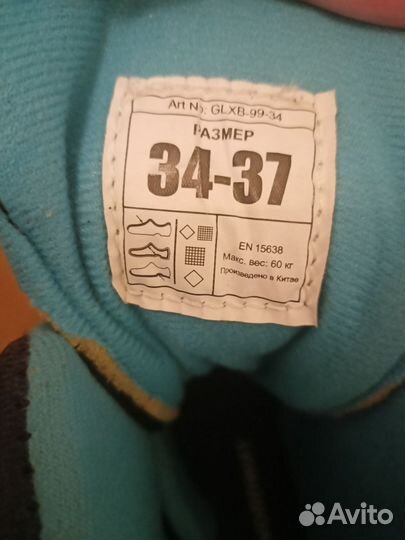 Art No: GLXB-99-34
РАЗМЕР
34-37
EN 15638
Макс. вес: 60 кг
Произведено в Китае
Avito